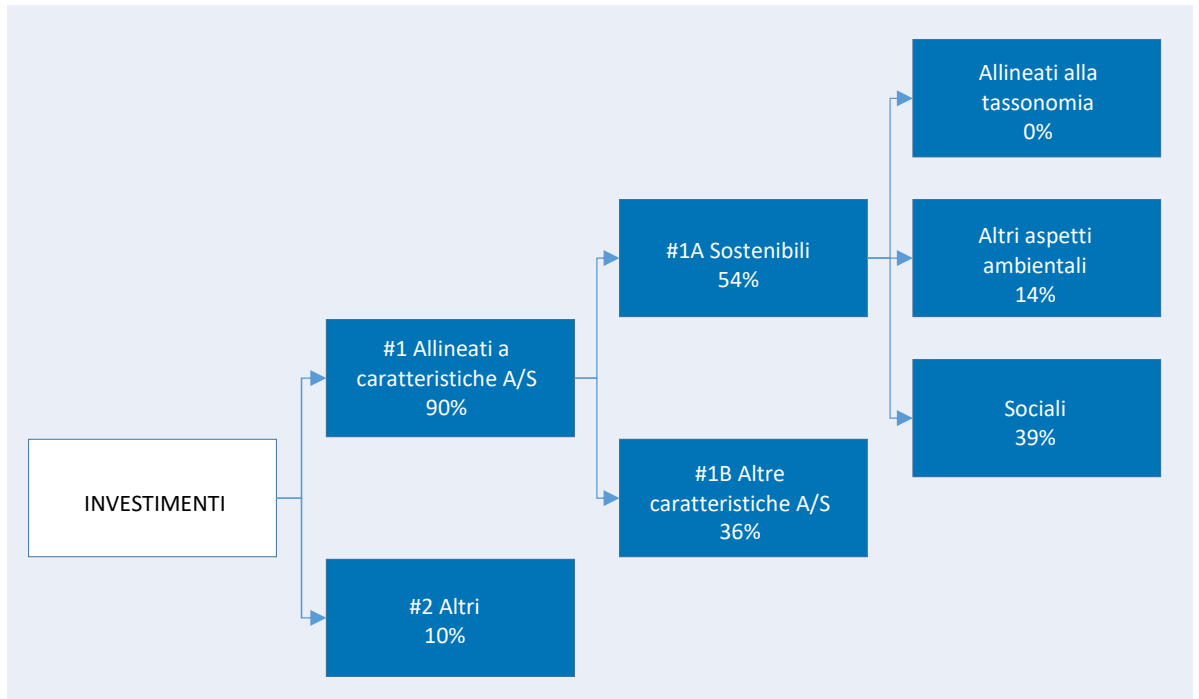 INVESTIMENTI
#1 Allineati a
caratteristiche A/S
90%
#2 Altri
10%
#1A Sostenibili
54%
#1B Altre
caratteristiche A/S
36%
Allineati alla
tassonomia
0%
Altri aspetti
ambientali
14%
Sociali
39%